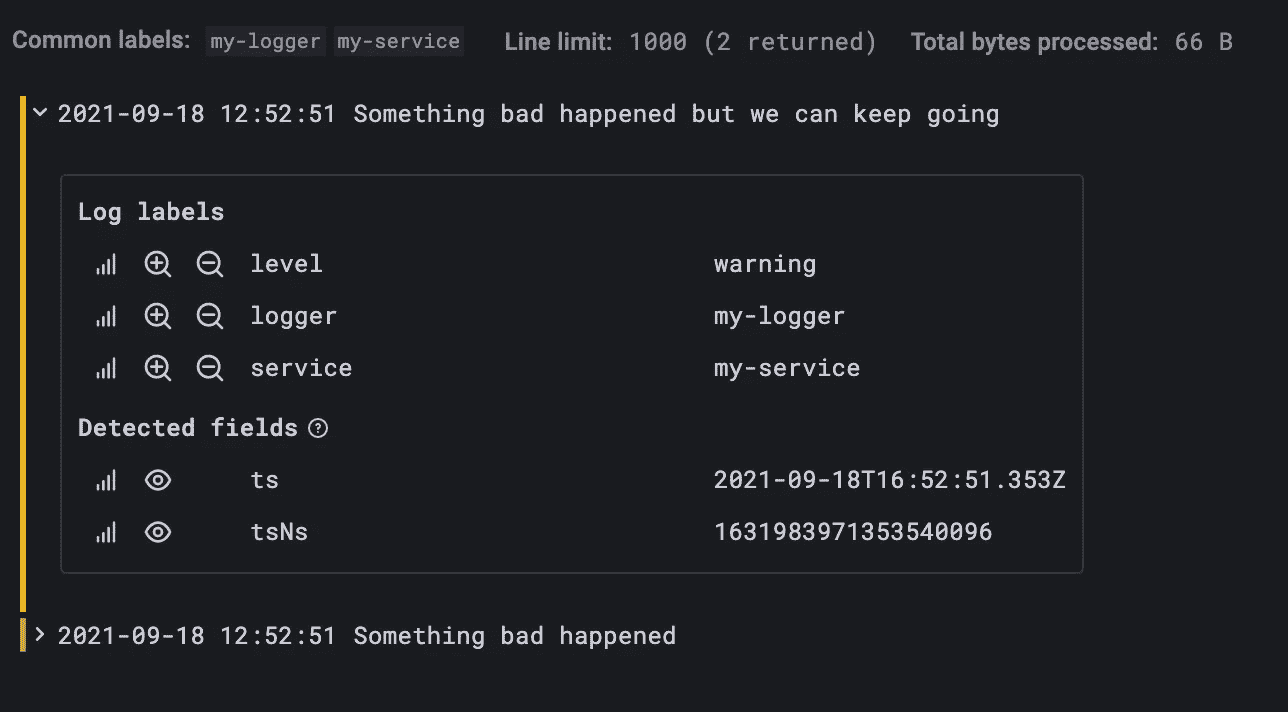 Common labels: my-logger my-service Line limit: 1000 (2 returned) Total bytes processed: 66 B
2021-09-18 12:52:51 Something bad happened but we can keep going
Log labels
level warning
logger my-logger
service my-service
Detected fields
ts 2021-09-18T16:52:51.353Z
tsNs 1631983971353540096
2021-09-18 12:52:51 Something bad happened